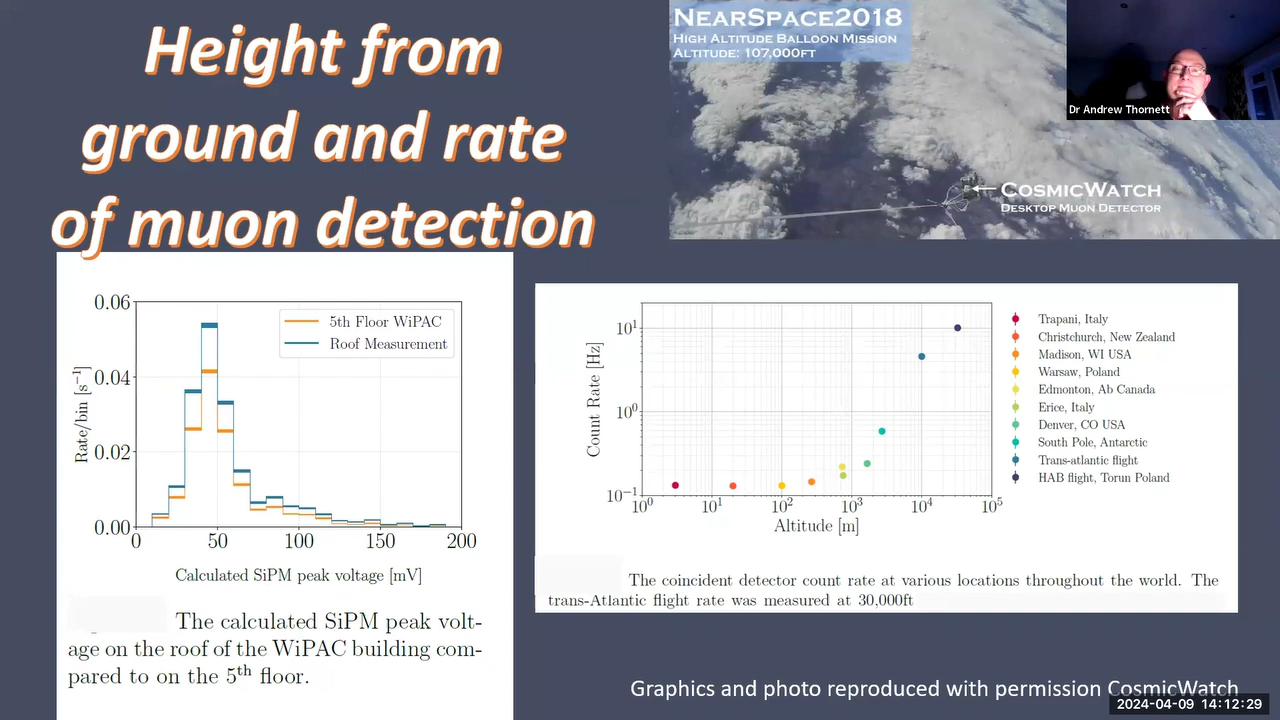 Height from
ground and rate
of muon detection
NEARSPACE2018
HIGH ALTITUDE BALLOON MISSION
ALTITUDE: 107,000FT
Dr Andrew Thornett
COSMICWATCH
DESKTOP MUON DETECTOR
0.06
0.04
0.02
0.00
Rate/bin [s⁻¹]
5th Floor WiPAC
Roof Measurement
0 50 100 150 200
Calculated SiPM peak voltage [mV]
The calculated SiPM peak volt-
age on the roof of the WiPAC building com-
pared to on the 5th floor.
10¹
10⁰
10⁻¹
Count Rate [Hz]
10⁰ 10¹ 10² 10³ 10⁴ 10⁵
Altitude [m]
Trapani, Italy
Christchurch, New Zealand
Madison, WI USA
Warsaw, Poland
Edmonton, Ab Canada
Erice, Italy
Denver, CO USA
South Pole, Antarctic
Trans-atlantic flight
HAB flight, Torun Poland
The coincident detector count rate at various locations throughout the world. The
trans-Atlantic flight rate was measured at 30,000ft
Graphics and photo reproduced with permission CosmicWatch
2024-04-09 14:12:29